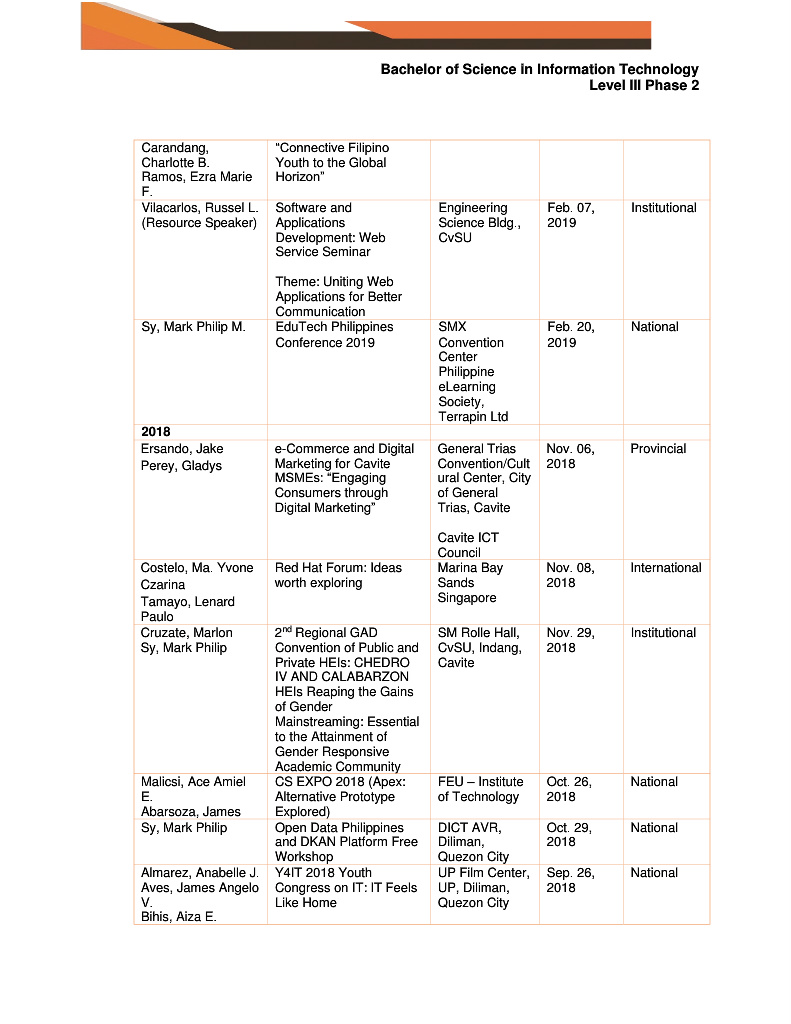 Bachelor of Science in Information Technology
Level III Phase 2
Carandang,
Charlotte B.
Ramos, Ezra Marie
F.
“Connective Filipino
Youth to the Global
Horizon”
Vilacarlos, Russel L.
(Resource Speaker)
Software and
Applications
Development: Web
Service Seminar
Theme: Uniting Web
Applications for Better
Communication
Engineering
Science Bldg.,
CvSU
Feb. 07,
2019
Institutional
Sy, Mark Philip M.
EduTech Philippines
Conference 2019
SMX
Convention
Center
Philippine
eLearning
Society,
Terrapin Ltd
Feb. 20,
2019
National
2018
Ersando, Jake
Perey, Gladys
e-Commerce and Digital
Marketing for Cavite
MSMEs: “Engaging
Consumers through
Digital Marketing”
General Trias
Convention/Cult
ural Center, City
of General
Trias, Cavite
Cavite ICT
Council
Nov. 06,
2018
Provincial
Costelo, Ma. Yvone
Czarina
Tamayo, Lenard
Paulo
Red Hat Forum: Ideas
worth exploring
Marina Bay
Sands
Singapore
Nov. 08,
2018
International
Cruzate, Marlon
Sy, Mark Philip
2nd Regional GAD
Convention of Public and
Private HEIs: CHEDRO
IV AND CALABARZON
HEIs Reaping the Gains
of Gender
Mainstreaming: Essential
to the Attainment of
Gender Responsive
Academic Community
SM Rolle Hall,
CvSU, Indang,
Cavite
Nov. 29,
2018
Institutional
Malicsi, Ace Amiel
E.
Abarsoza, James
CS EXPO 2018 (Apex:
Alternative Prototype
Explored)
FEU – Institute
of Technology
Oct. 26,
2018
National
Sy, Mark Philip
Open Data Philippines
and DKAN Platform Free
Workshop
DICT AVR,
Diliman,
Quezon City
Oct. 29,
2018
National
Almarez, Anabelle J.
Aves, James Angelo
V.
Bihis, Aiza E.
Y4IT 2018 Youth
Congress on IT: IT Feels
Like Home
UP Film Center,
UP, Diliman,
Quezon City
Sep. 26,
2018
National